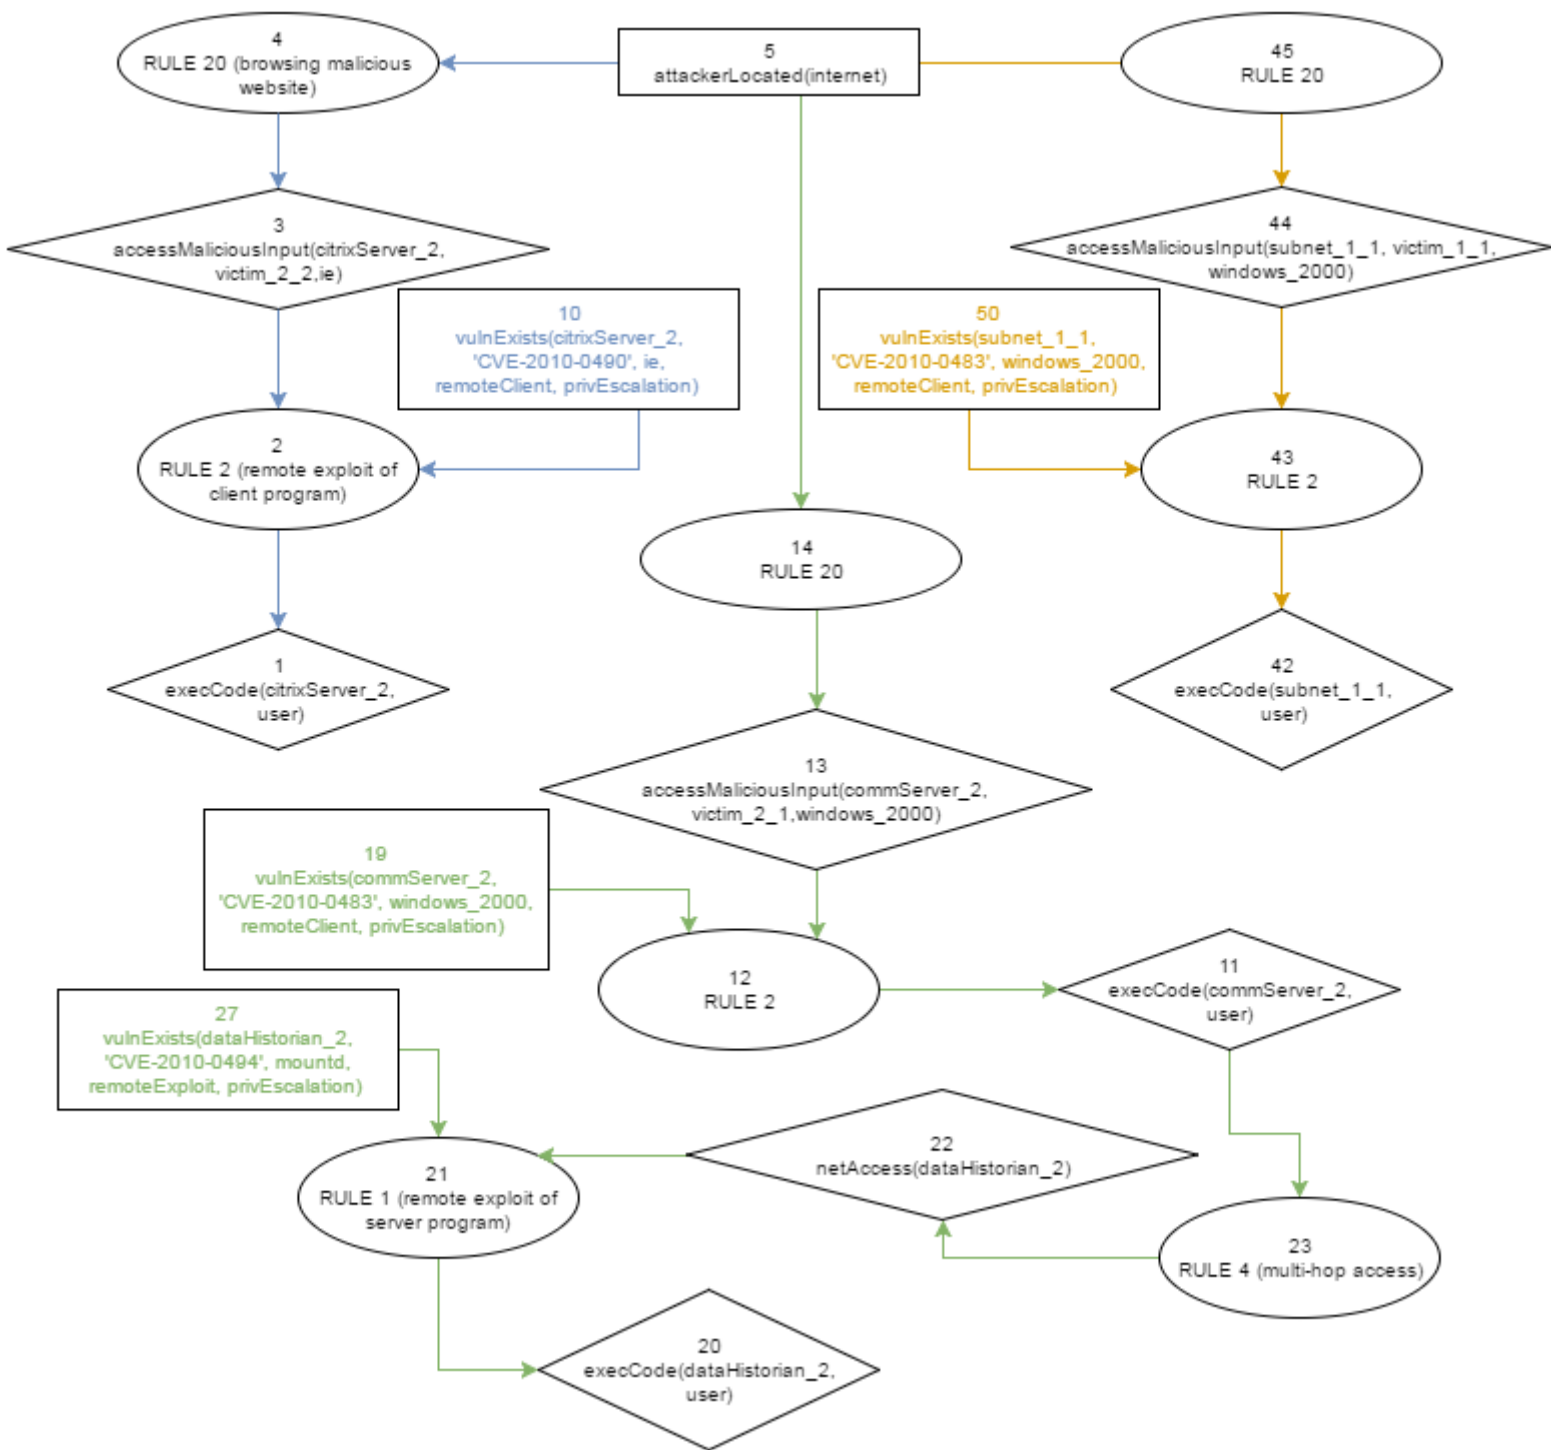 4
RULE 20 (browsing malicious
website)
5
attackerLocated(internet)
45
RULE 20
3
accessMaliciousInput(citrixServer_2,
victim_2_2,ie)
44
accessMaliciousInput(subnet_1_1, victim_1_1,
windows_2000)
10
vulnExists(citrixServer_2,
'CVE-2010-0490', ie,
remoteClient, privEscalation)
50
vulnExists(subnet_1_1,
'CVE-2010-0483', windows_2000,
remoteClient, privEscalation)
2
RULE 2 (remote exploit of
client program)
43
RULE 2
14
RULE 20
1
execCode(citrixServer_2,
user)
42
execCode(subnet_1_1,
user)
13
accessMaliciousInput(commServer_2,
victim_2_1,windows_2000)
19
vulnExists(commServer_2,
'CVE-2010-0483', windows_2000,
remoteClient, privEscalation)
12
RULE 2
11
execCode(commServer_2,
user)
27
vulnExists(dataHistorian_2,
'CVE-2010-0494', mountd,
remoteExploit, privEscalation)
22
netAccess(dataHistorian_2)
21
RULE 1 (remote exploit of
server program)
23
RULE 4 (multi-hop access)
20
execCode(dataHistorian_2,
user)